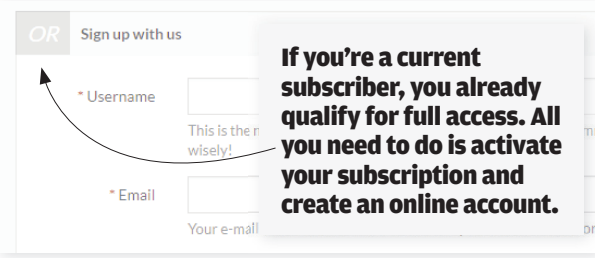 OR Sign up with us
If you're a current
subscriber, you already
qualify for full access. All
you need to do is activate
your subscription and
create an online account.
* Username
This is the
wisely!
* Email
Your e-mail